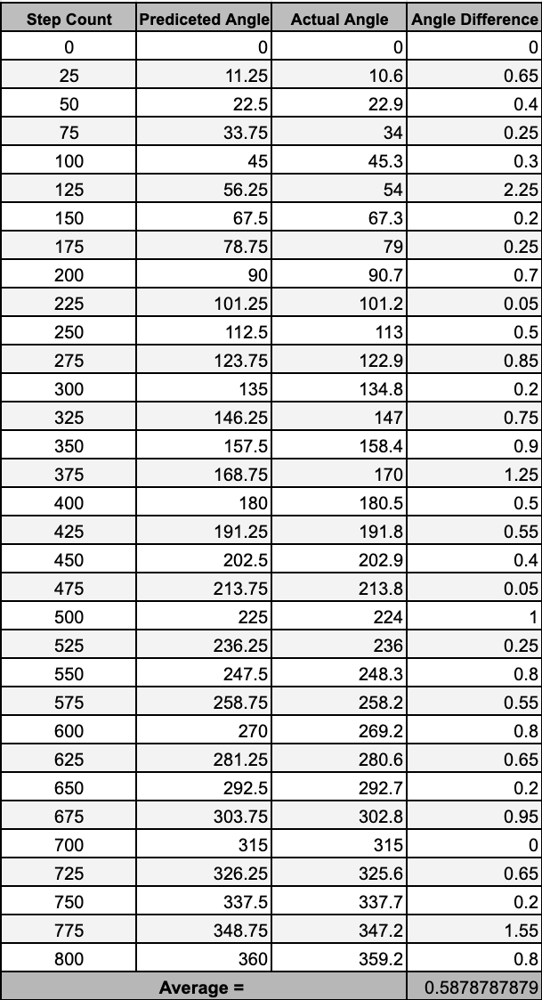 Step Count Prediceted Angle Actual Angle Angle Difference
0 0 0 0
25 11.25 10.6 0.65
50 22.5 22.9 0.4
75 33.75 34 0.25
100 45 45.3 0.3
125 56.25 54 2.25
150 67.5 67.3 0.2
175 78.75 79 0.25
200 90 90.7 0.7
225 101.25 101.2 0.05
250 112.5 113 0.5
275 123.75 122.9 0.85
300 135 134.8 0.2
325 146.25 147 0.75
350 157.5 158.4 0.9
375 168.75 170 1.25
400 180 180.5 0.5
425 191.25 191.8 0.55
450 202.5 202.9 0.4
475 213.75 213.8 0.05
500 225 224 1
525 236.25 236 0.25
550 247.5 248.3 0.8
575 258.75 258.2 0.55
600 270 269.2 0.8
625 281.25 280.6 0.65
650 292.5 292.7 0.2
675 303.75 302.8 0.95
700 315 315 0
725 326.25 325.6 0.65
750 337.5 337.7 0.2
775 348.75 347.2 1.55
800 360 359.2 0.8
Average = 0.5878787879